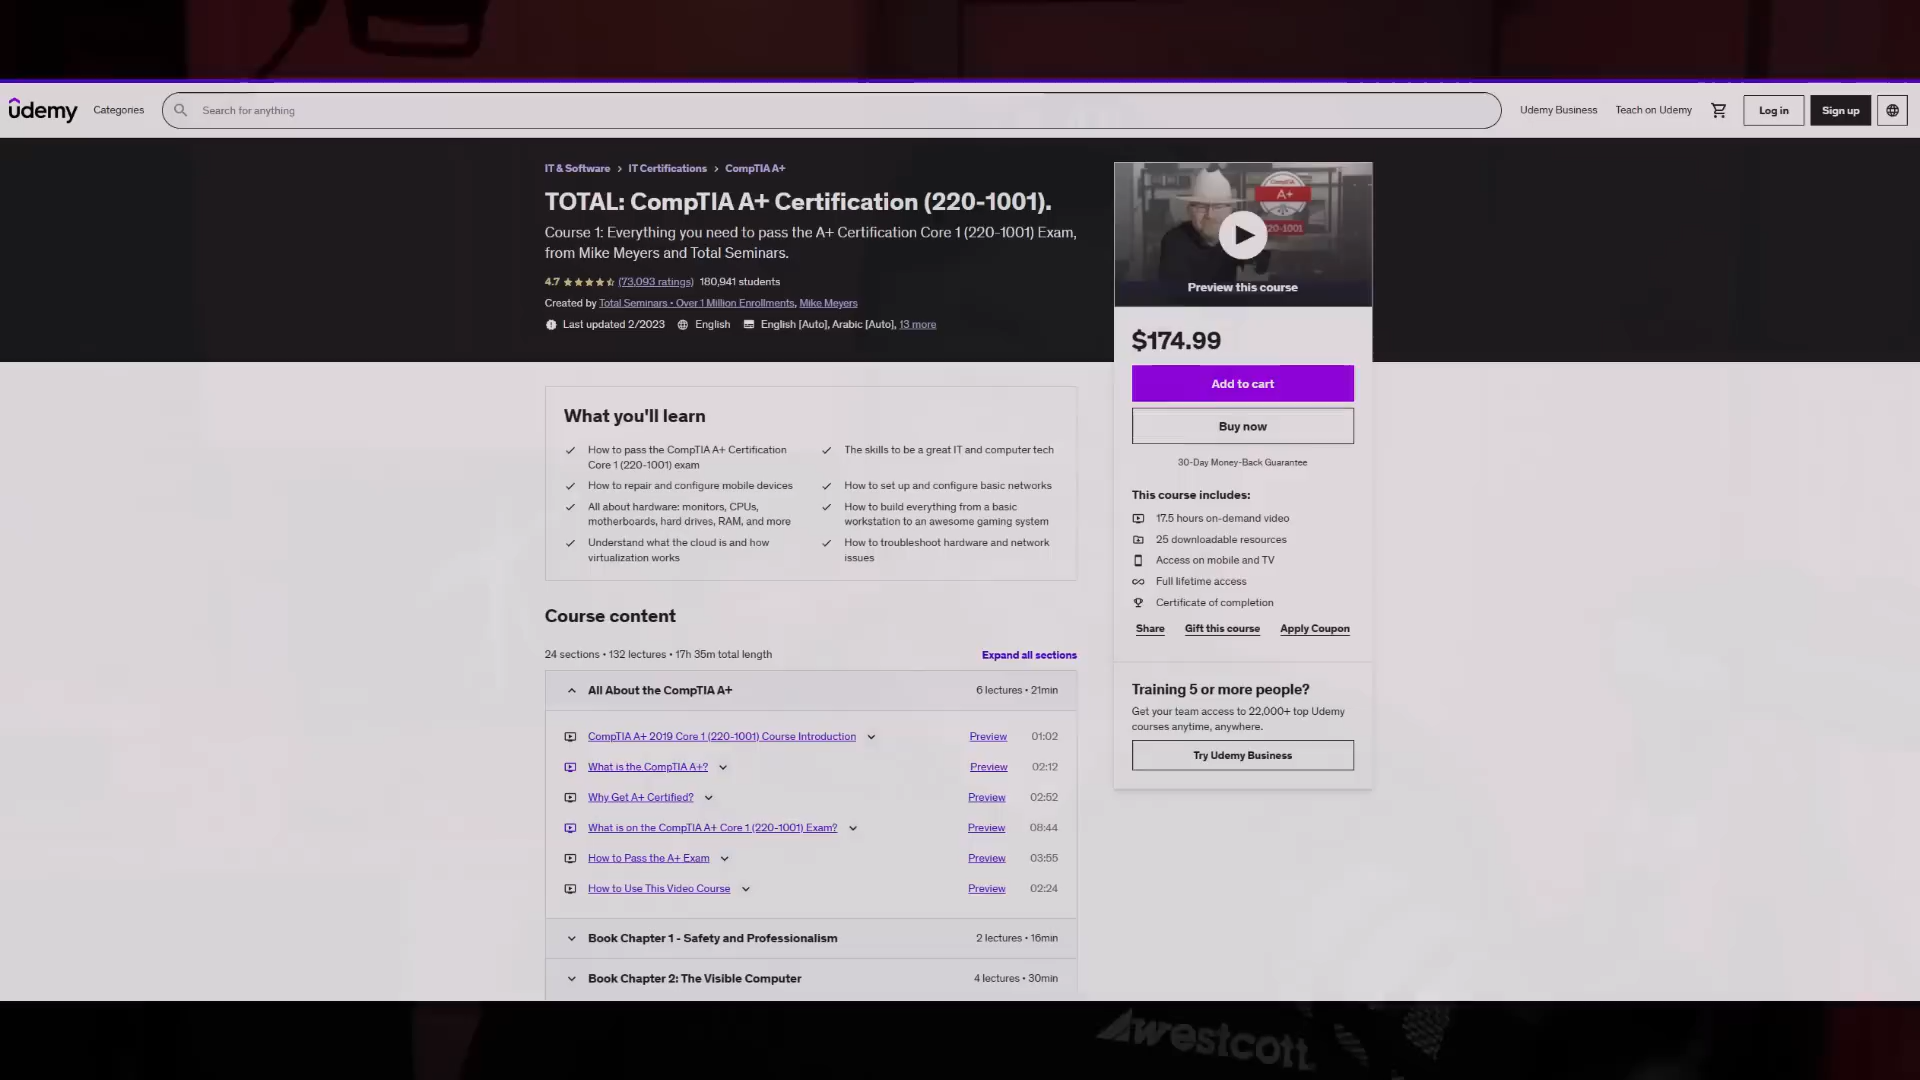 udemy
Categories
Search for anything
Udemy Business
Teach on Udemy
Log in
Sign up
IT & Software > IT Certifications > CompTIA A+
TOTAL: CompTIA A+ Certification (220-1001).
Course 1: Everything you need to pass the A+ Certification Core 1 (220-1001) Exam,
from Mike Meyers and Total Seminars.
4.7 (73,093 ratings) 180,941 students
Created by Total Seminars • Over 1 Million Enrollments, Mike Meyers
Last updated 2/2023 English English [Auto], Arabic [Auto], 13 more
CompTIA
A+
220-1001
Preview this course
$174.99
Add to cart
Buy now
30-Day Money-Back Guarantee
This course includes:
17.5 hours on-demand video
25 downloadable resources
Access on mobile and TV
Full lifetime access
Certificate of completion
Share Gift this course Apply Coupon
Training 5 or more people?
Get your team access to 22,000+ top Udemy
courses anytime, anywhere.
Try Udemy Business
What you'll learn
How to pass the CompTIA A+ Certification
Core 1 (220-1001) exam
The skills to be a great IT and computer tech
How to repair and configure mobile devices
How to set up and configure basic networks
All about hardware: monitors, CPUs,
motherboards, hard drives, RAM, and more
How to build everything from a basic
workstation to an awesome gaming system
Understand what the cloud is and how
virtualization works
How to troubleshoot hardware and network
issues
Course content
24 sections • 132 lectures • 17h 35m total length
Expand all sections
All About the CompTIA A+ 6 lectures • 21min
CompTIA A+ 2019 Core 1 (220-1001) Course Introduction Preview 01:02
What is the CompTIA A+? Preview 02:12
Why Get A+ Certified? Preview 02:52
What is on the CompTIA A+ Core 1 (220-1001) Exam? Preview 08:44
How to Pass the A+ Exam Preview 03:55
How to Use This Video Course Preview 02:24
Book Chapter 1 - Safety and Professionalism 2 lectures • 16min
Book Chapter 2: The Visible Computer 4 lectures • 30min
westcott